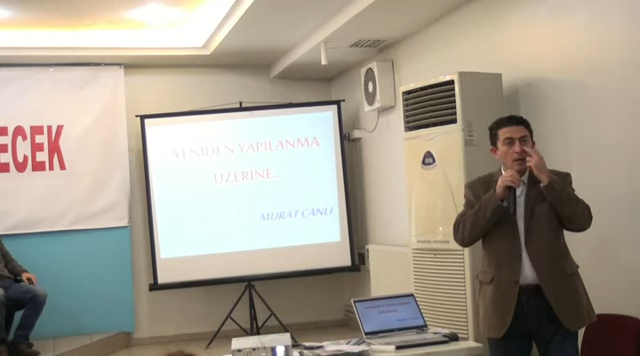 ECEK
YENİDEN YAPILANMA
ÜZERİNE...
MURAT CANLI